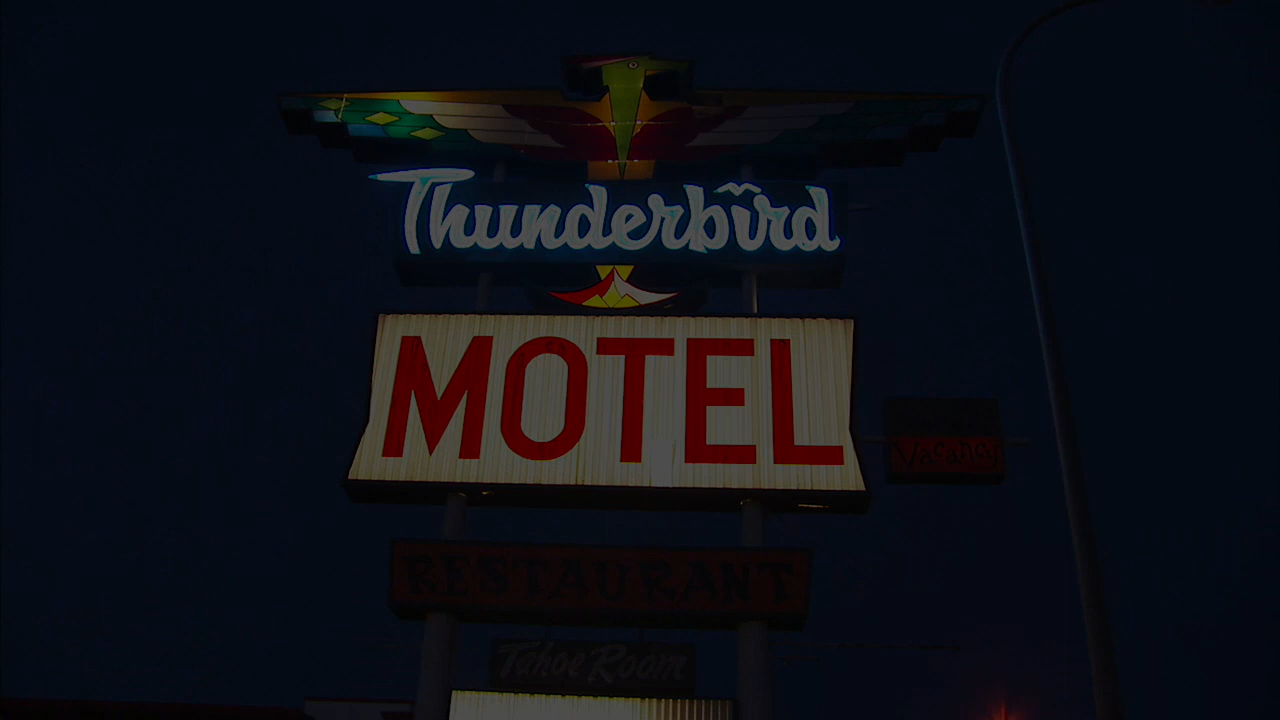 Thunderbird
MOTEL
Vacancy
RESTAURANT
Tahoe Room